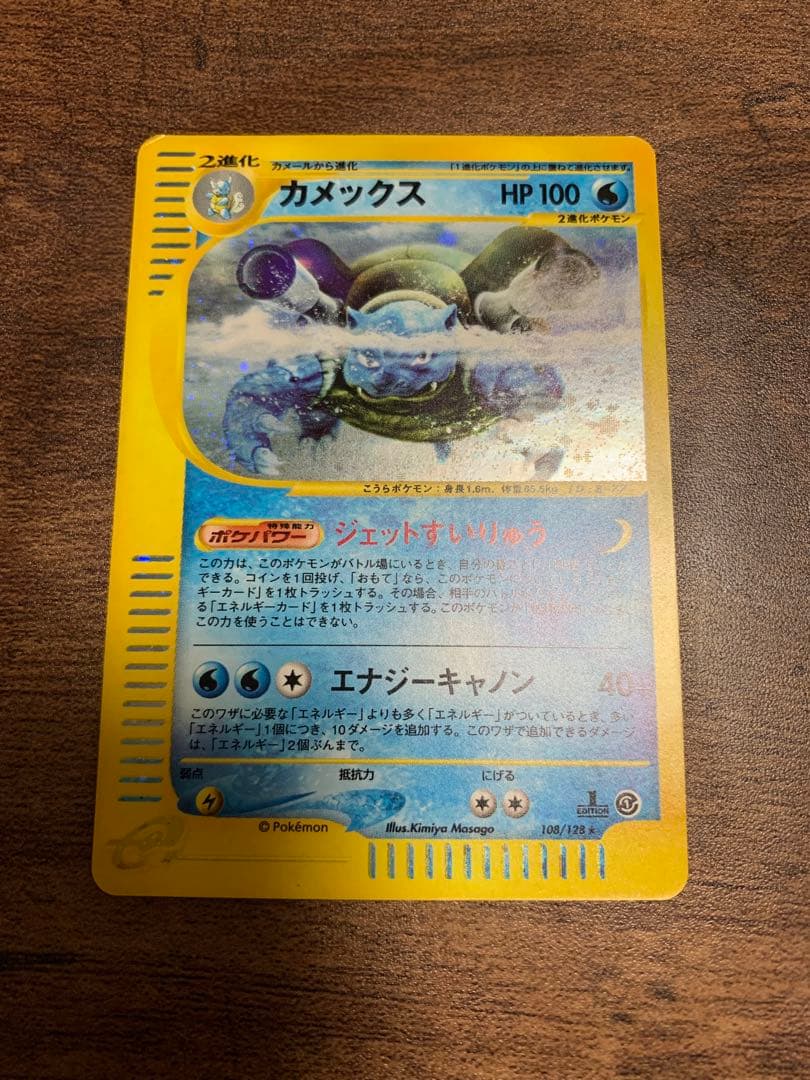 2進化
カメールから進化
「1進化ポケモン」の上に重ねて進化させます。
カメックス HP 100
2進化ポケモン
こうらポケモン：身長1.6m、体重85.5kg
特殊能力
ポケパワー ジェットすいりゅう
この力は、このポケモンがバトル場にいるとき、自分の番
できる。コインを1回投げ、「おもて」なら、このポケモン
ギーカード」を1枚トラッシュする。その場合、相手のバトル
る「エネルギーカード」を1枚トラッシュする。このポケモンが
この力を使うことはできない。
エナジーキャノン 40+
このワザに必要な「エネルギー」よりも多く「エネルギー」がついているとき、多い
「エネルギー」1個につき、10ダメージを追加する。このワザで追加できるダメージ
は、「エネルギー」2個ぶんまで。
弱点 抵抗力 にげる
1
EDITION
© Pokémon Illus.Kimiya Masago 108/128 ★